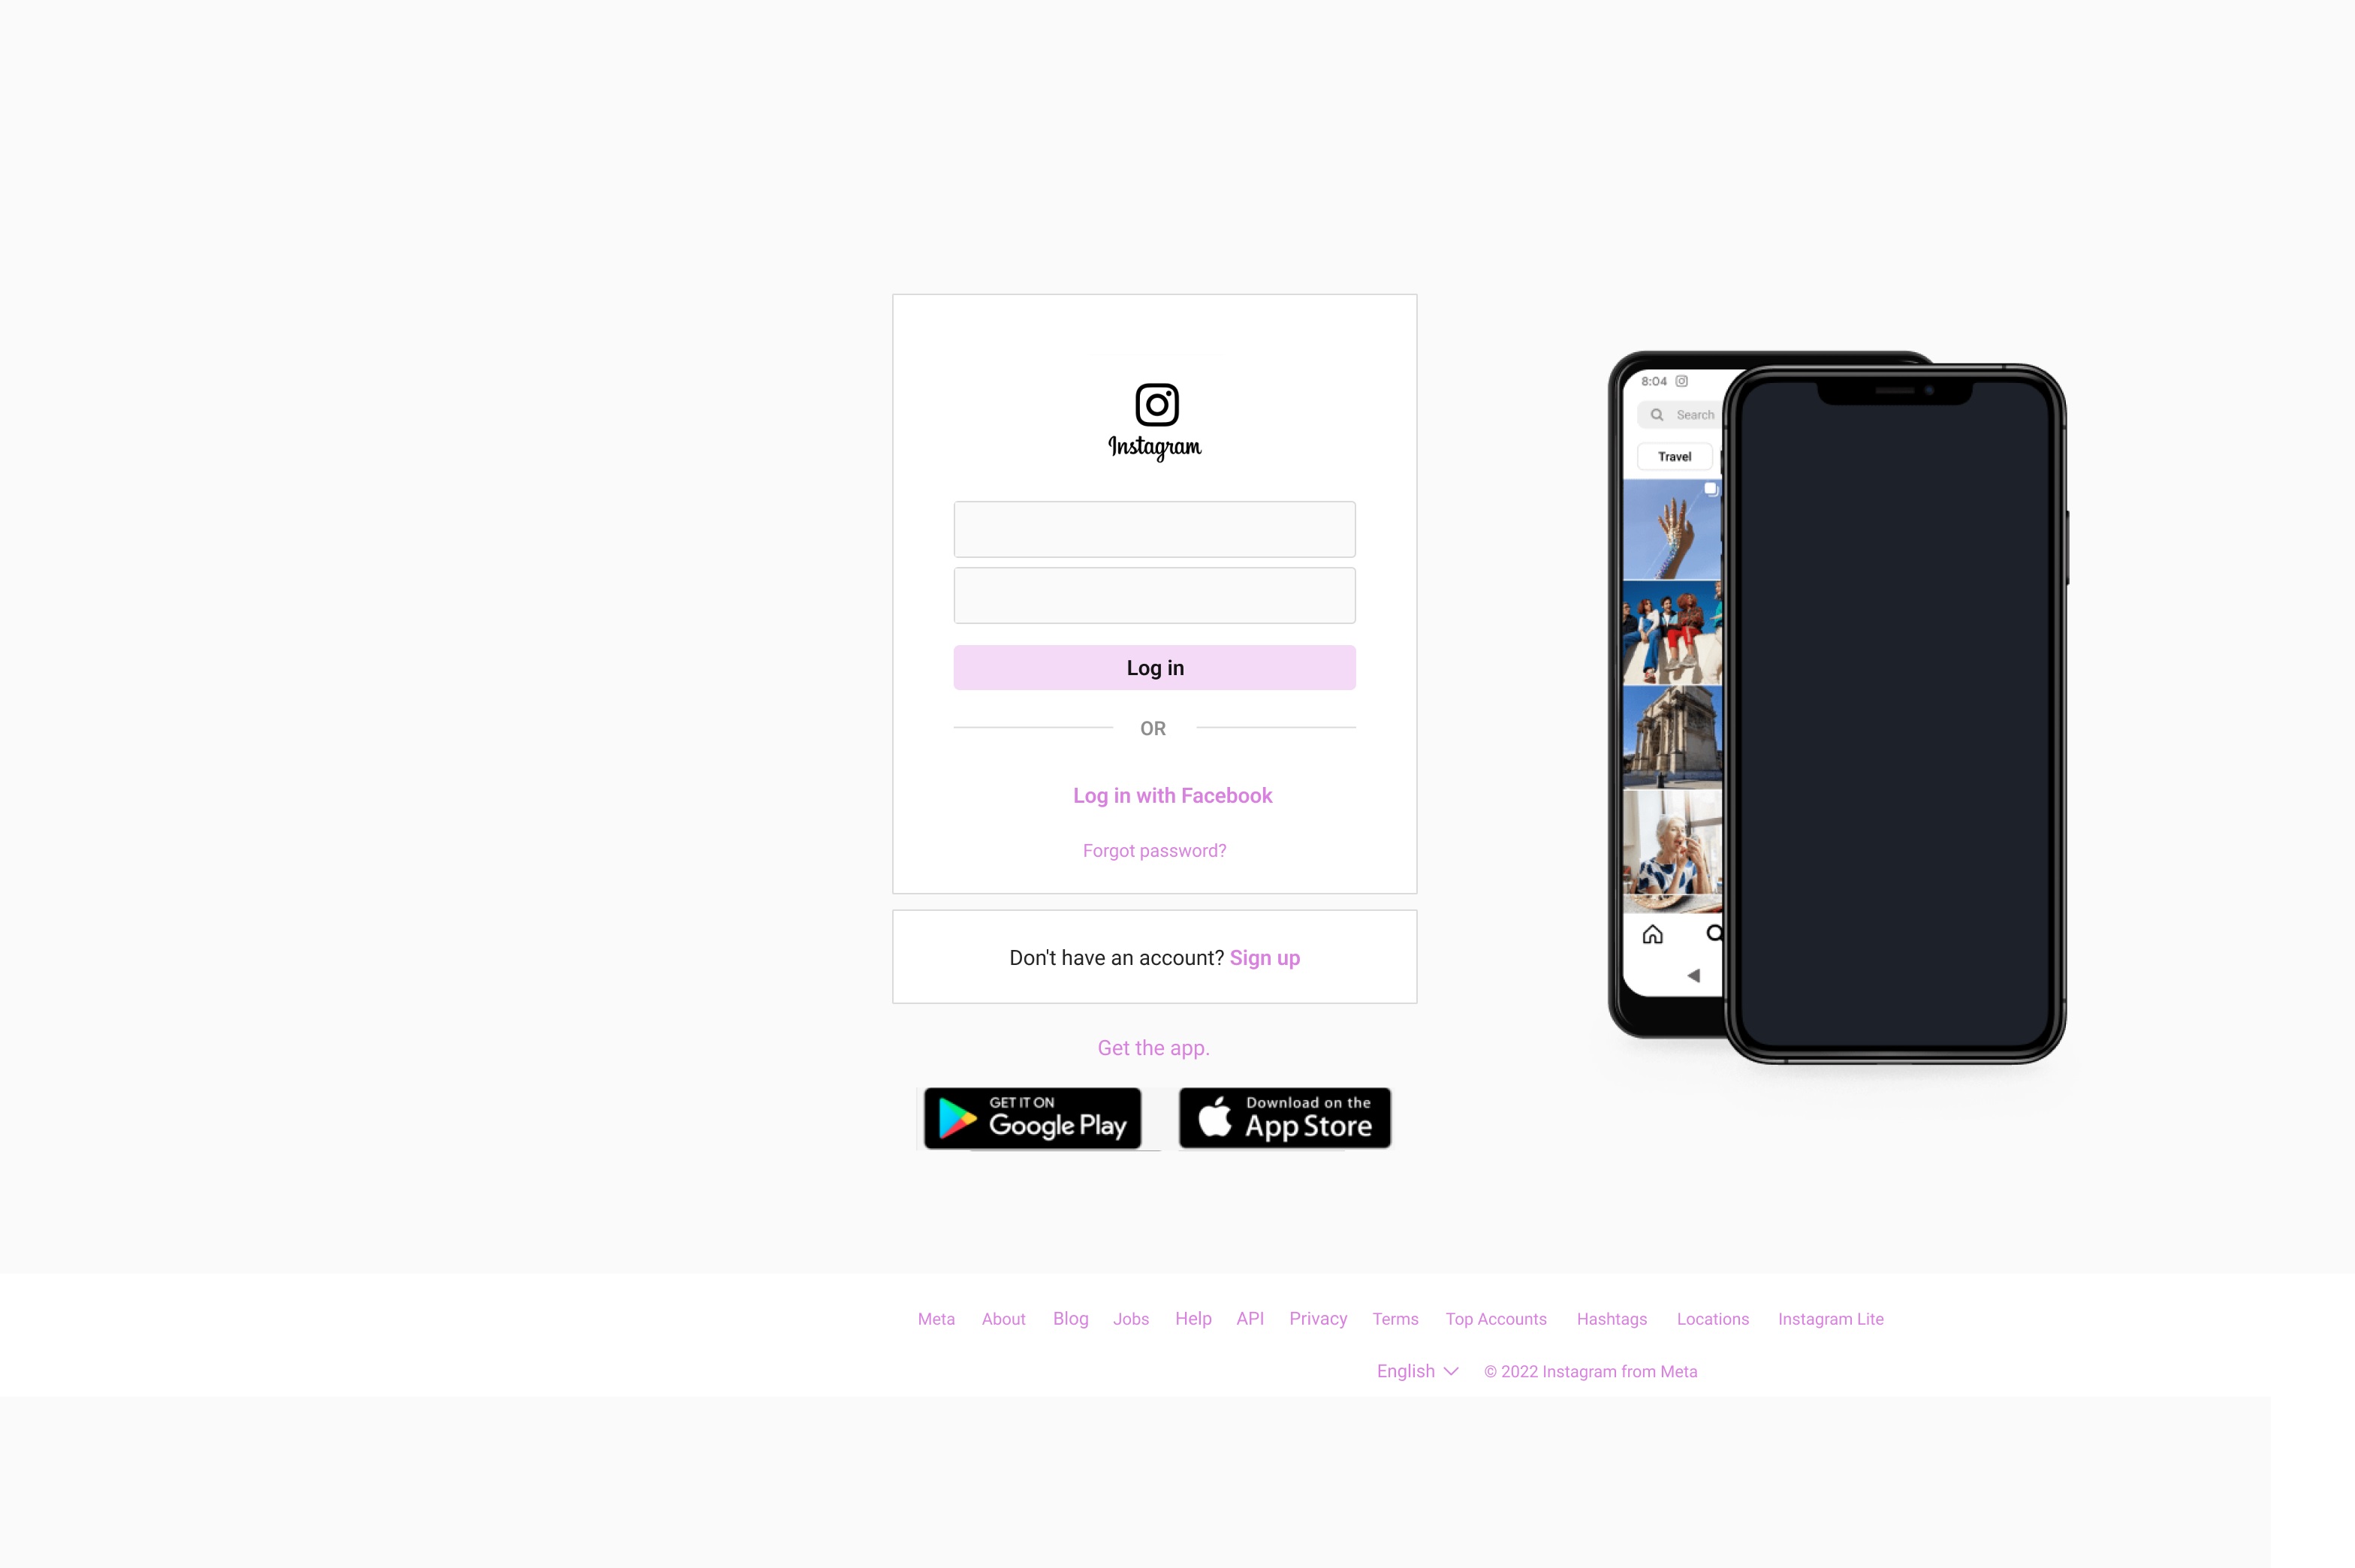 Instagram
Log in
OR
Log in with Facebook
Forgot password?
Don't have an account? Sign up
Get the app.
GET IT ON
Google Play
Download on the
App Store
8:04
Search
Travel
Meta About Blog Jobs Help API Privacy Terms Top Accounts Hashtags Locations Instagram Lite
English © 2022 Instagram from Meta